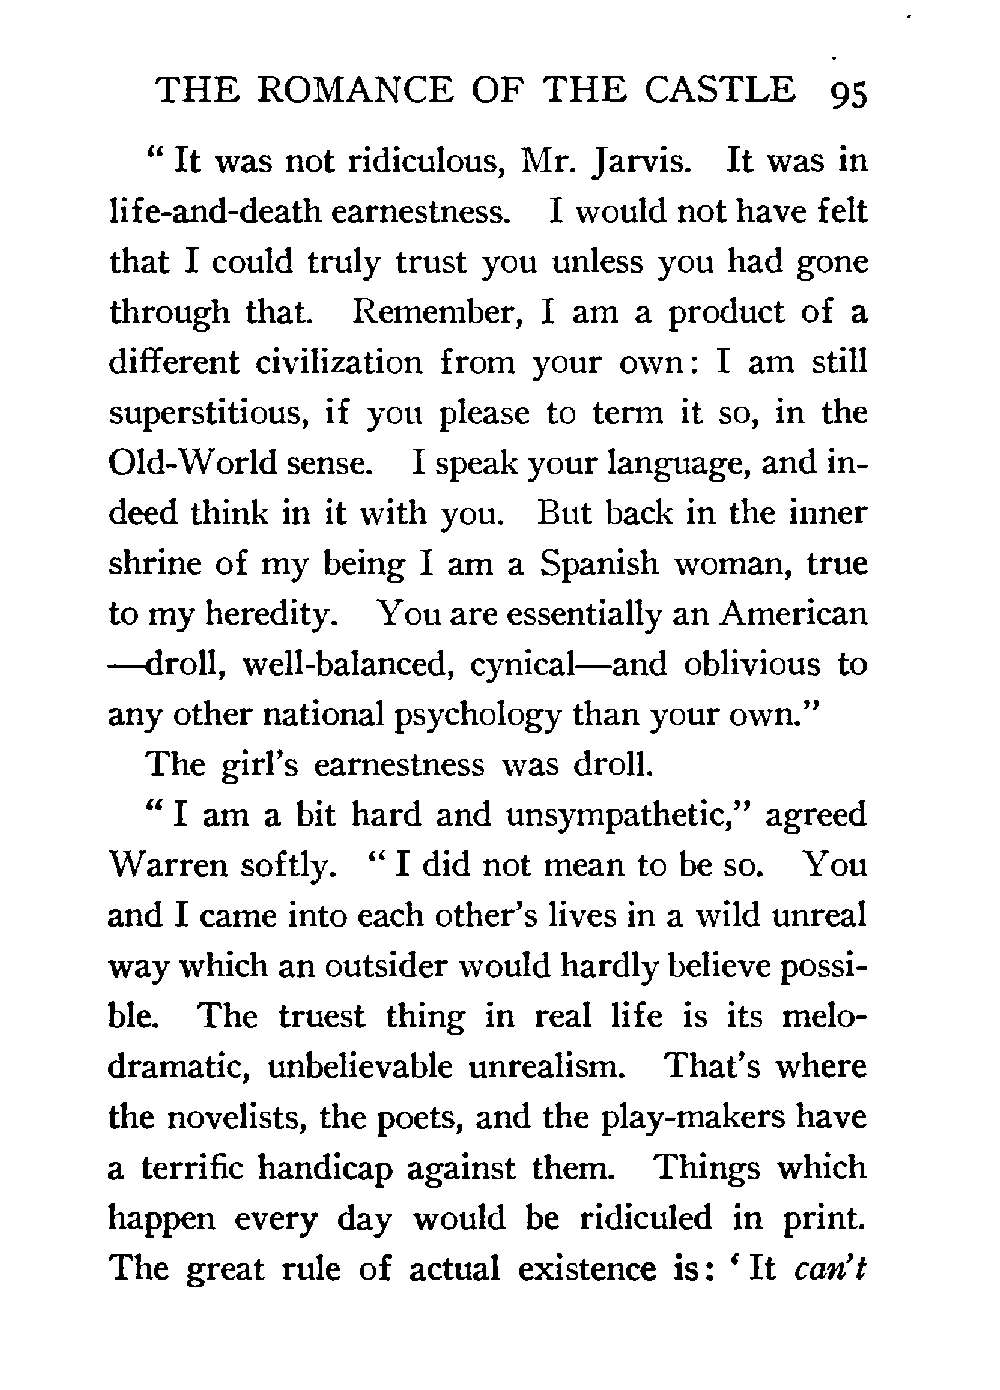 THE ROMANCE OF THE CASTLE 95
“ It was not ridiculous, Mr. Jarvis. It was in
life-and-death earnestness. I would not have felt
that I could truly trust you unless you had gone
through that. Remember, I am a product of a
different civilization from your own: I am still
superstitious, if you please to term it so, in the
Old-World sense. I speak your language, and in-
deed think in it with you. But back in the inner
shrine of my being I am a Spanish woman, true
to my heredity. You are essentially an American
—droll, well-balanced, cynical—and oblivious to
any other national psychology than your own.”
The girl’s earnestness was droll.
“ I am a bit hard and unsympathetic,” agreed
Warren softly. “ I did not mean to be so. You
and I came into each other’s lives in a wild unreal
way which an outsider would hardly believe possi-
ble. The truest thing in real life is its melo-
dramatic, unbelievable unrealism. That’s where
the novelists, the poets, and the play-makers have
a terrific handicap against them. Things which
happen every day would be ridiculed in print.
The great rule of actual existence is: ‘ It can’t